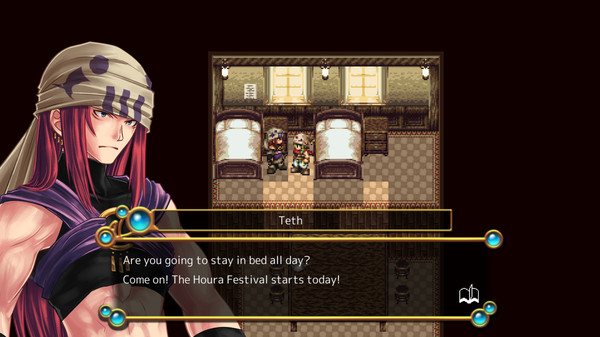 Teth
Are you going to stay in bed all day?
Come on! The Houra Festival starts today!